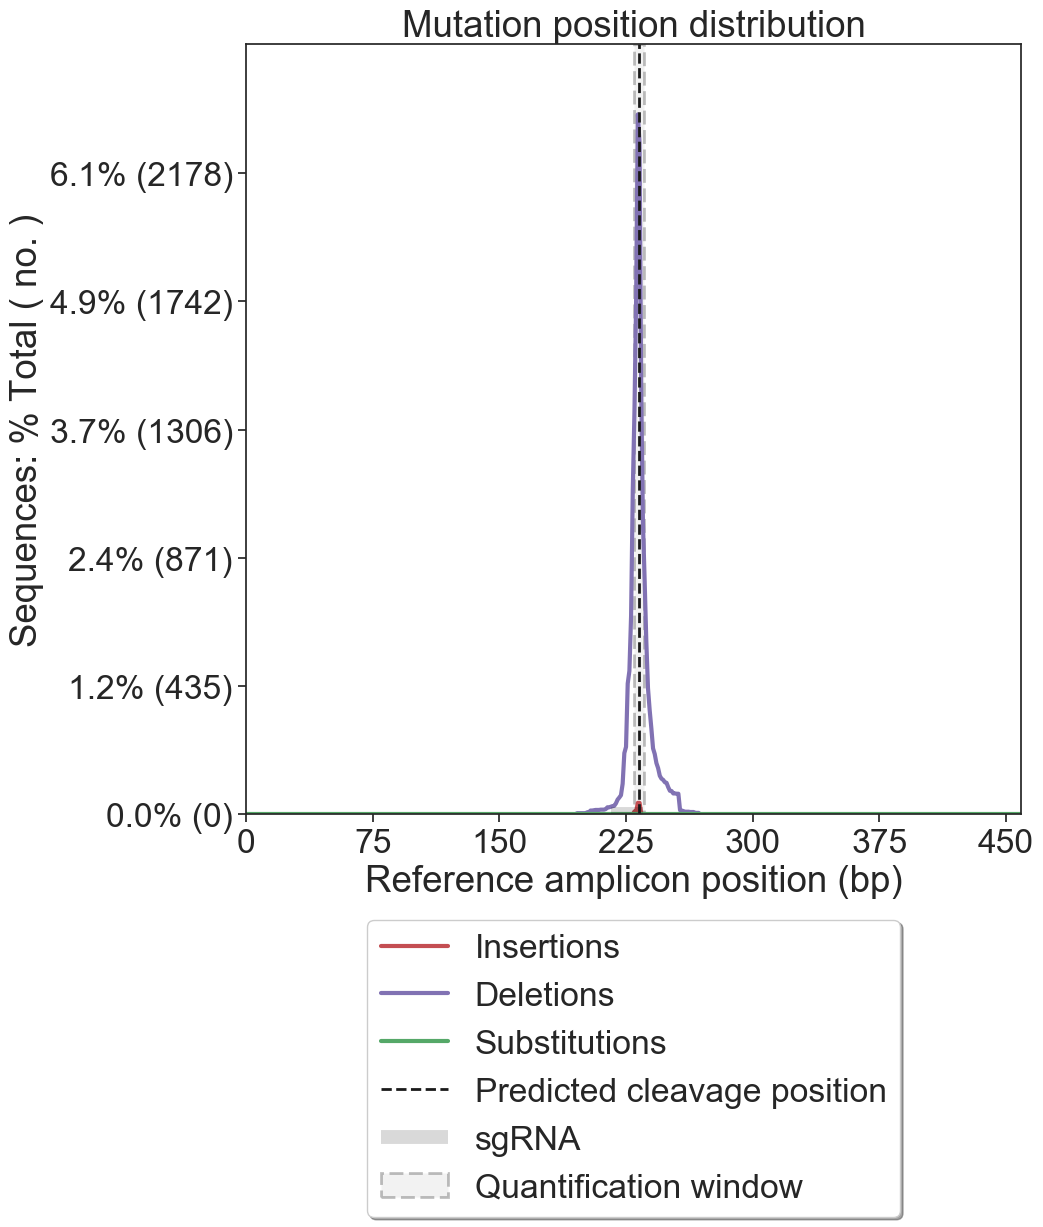 Mutation position distribution
Sequences: % Total ( no. )
6.1% (2178)
4.9% (1742)
3.7% (1306)
2.4% (871)
1.2% (435)
0.0% (0)
0 75 150 225 300 375 450
Reference amplicon position (bp)
Insertions
Deletions
Substitutions
Predicted cleavage position
sgRNA
Quantification window